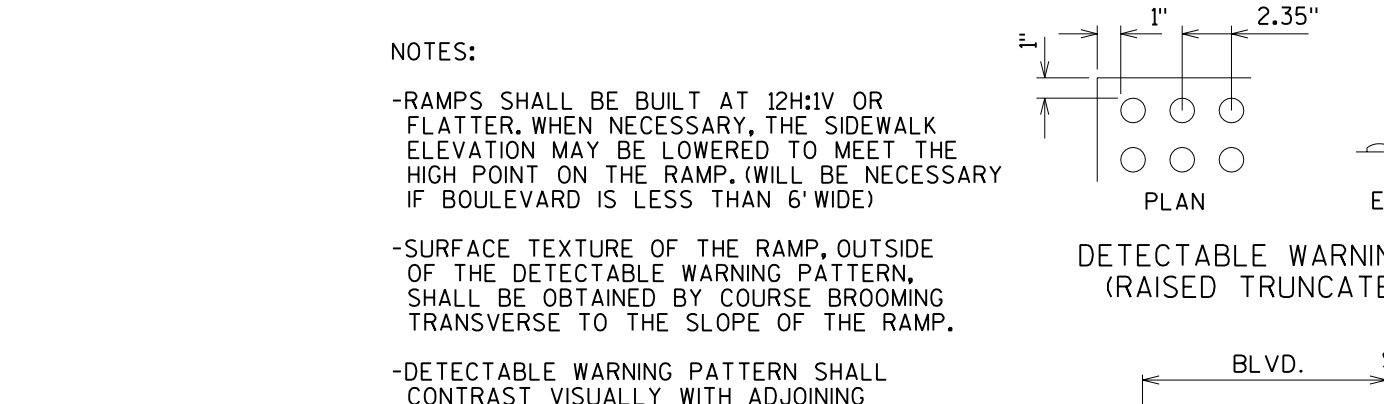 NOTES:
-RAMPS SHALL BE BUILT AT 12H:1V OR
FLATTER. WHEN NECESSARY, THE SIDEWALK
ELEVATION MAY BE LOWERED TO MEET THE
HIGH POINT ON THE RAMP. (WILL BE NECESSARY
IF BOULEVARD IS LESS THAN 6' WIDE)
-SURFACE TEXTURE OF THE RAMP, OUTSIDE
OF THE DETECTABLE WARNING PATTERN,
SHALL BE OBTAINED BY COURSE BROOMING
TRANSVERSE TO THE SLOPE OF THE RAMP.
-DETECTABLE WARNING PATTERN SHALL
CONTRAST VISUALLY WITH ADJOINING
1"
2.35"
1"
PLAN
DETECTABLE
(RAISED
BLVD.